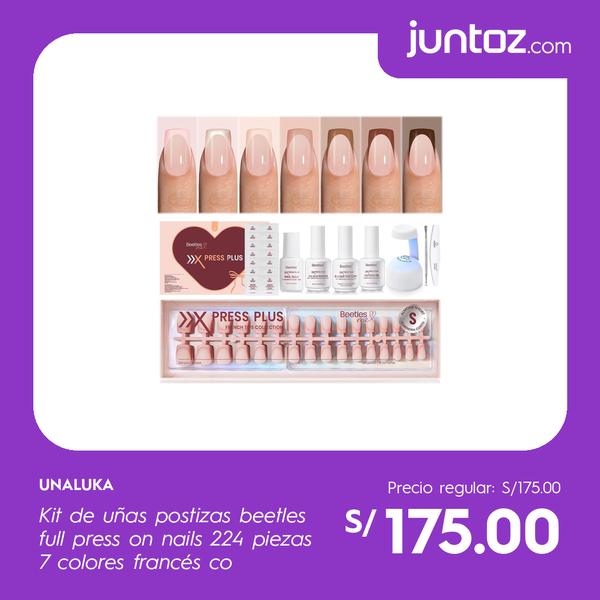 juntoz.com
Beetles
PRESS PLUS
PRESS PLUS
FRENCH TIPS COLLECTION
Beetles
S
UNALUKA
Kit de uñas postizas beetles
full press on nails 224 piezas
7 colores francés co
Precio regular: S/175.00
S/ 175.00